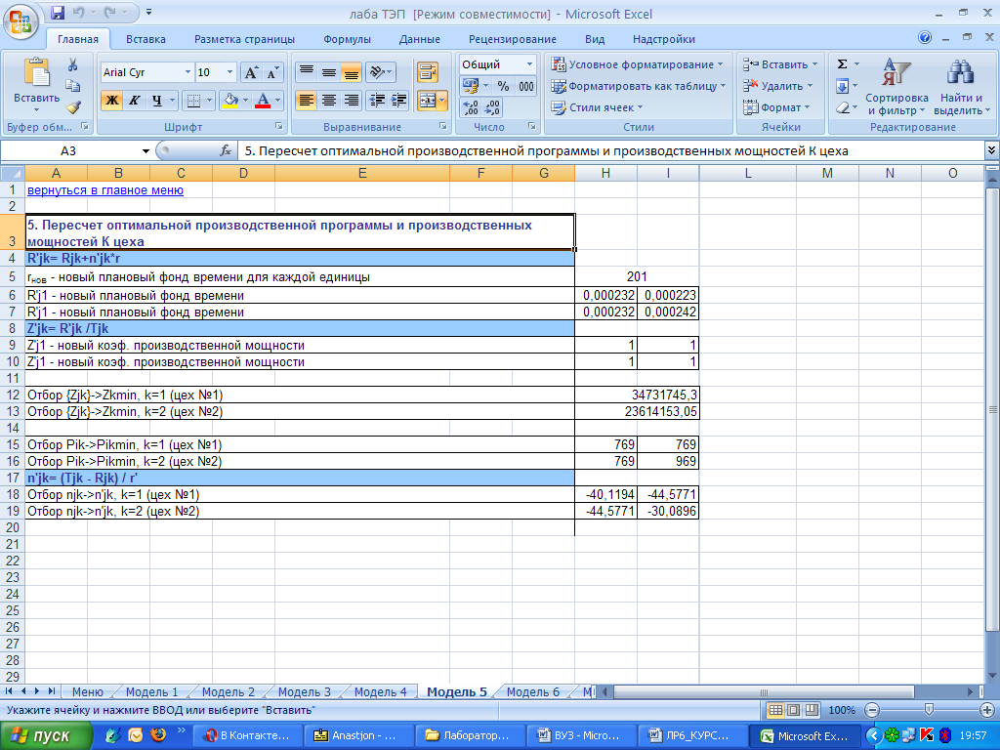 лаба ТЭП [Режим совместимости] - Microsoft Excel
Главная Вставка Разметка страницы Формулы Данные Рецензирование Вид Надстройки
Вставить
Буфер обм...
Arial Cyr 10
Ж К Ч
Шрифт
Выравнивание
Общий
% 000
Число
Условное форматирование
Форматировать как таблицу
Стили ячеек
Стили
Вставить
Удалить
Формат
Ячейки
Сортировка и фильтр
Найти и выделить
Редактирование
A3 fx 5. Пересчет оптимальной производственной программы и производственных мощностей К цеха
A B C D E F G H I L M N O
1 вернуться в главное меню
2
3 5. Пересчет оптимальной производственной программы и производственных мощностей К цеха
4 R'jk= Rjk+n'jk*r
5 rнов - новый плановый фонд времени для каждой единицы 201
6 R'j1 - новый плановый фонд времени 0,000232 0,000223
7 R'j1 - новый плановый фонд времени 0,000232 0,000242
8 Z'jk= R'jk /Tjk
9 Z'j1 - новый коэф. производственной мощности 1 1
10 Z'j1 - новый коэф. производственной мощности 1 1
11
12 Отбор {Zjk}->Zkmin, k=1 (цех №1) 34731745,3
13 Отбор {Zjk}->Zkmin, k=2 (цех №2) 23614153,05
14
15 Отбор Pik->Pikmin, k=1 (цех №1) 769 769
16 Отбор Pik->Pikmin, k=2 (цех №2) 769 969
17 n'jk= (Tjk - Rjk) / r'
18 Отбор njk->n'jk, k=1 (цех №1) -40,1194 -44,5771
19 Отбор njk->n'jk, k=2 (цех №2) -44,5771 -30,0896
20
21
22
23
24
25
26
27
28
29
Меню Модель 1 Модель 2 Модель 3 Модель 4 Модель 5 Модель 6 М
Укажите ячейку и нажмите ВВОД или выберите "Вставить" 100%
пуск В Контакте... Anastjon - ... Лаборатор... ВУЗ - Micro... ПР6_КУРС... Microsoft Ex... 19:57